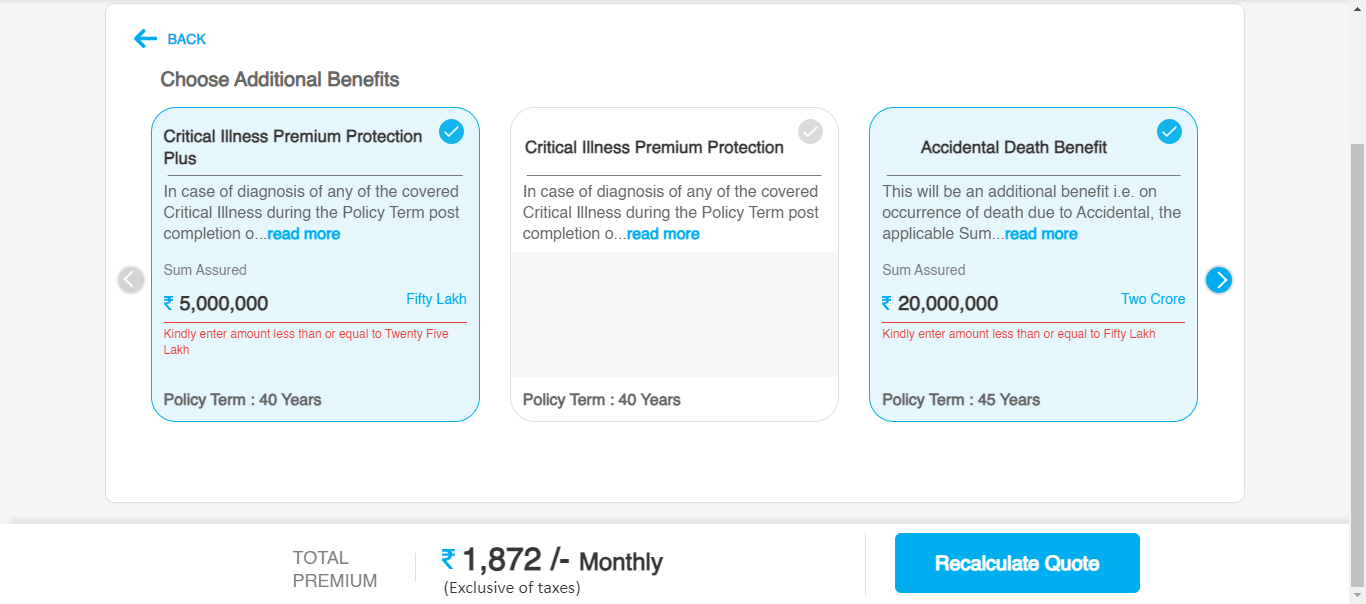 BACK
Choose Additional Benefits
Critical Illness Premium Protection
Plus
In case of diagnosis of any of the covered
Critical Illness during the Policy Term post
completion o...read more
Sum Assured
₹ 5,000,000
Fifty Lakh
Kindly enter amount less than or equal to Twenty Five
Lakh
Policy Term : 40 Years
Critical Illness Premium Protection
In case of diagnosis of any of the covered
Critical Illness during the Policy Term post
completion o...read more
Policy Term : 40 Years
Accidental Death Benefit
This will be an additional benefit i.e. on
occurrence of death due to Accidental, the
applicable Sum...read more
Sum Assured
₹ 20,000,000
Two Crore
Kindly enter amount less than or equal to Fifty Lakh
Policy Term : 45 Years
TOTAL
PREMIUM
₹ 1,872 /- Monthly
(Exclusive of taxes)
Recalculate Quote